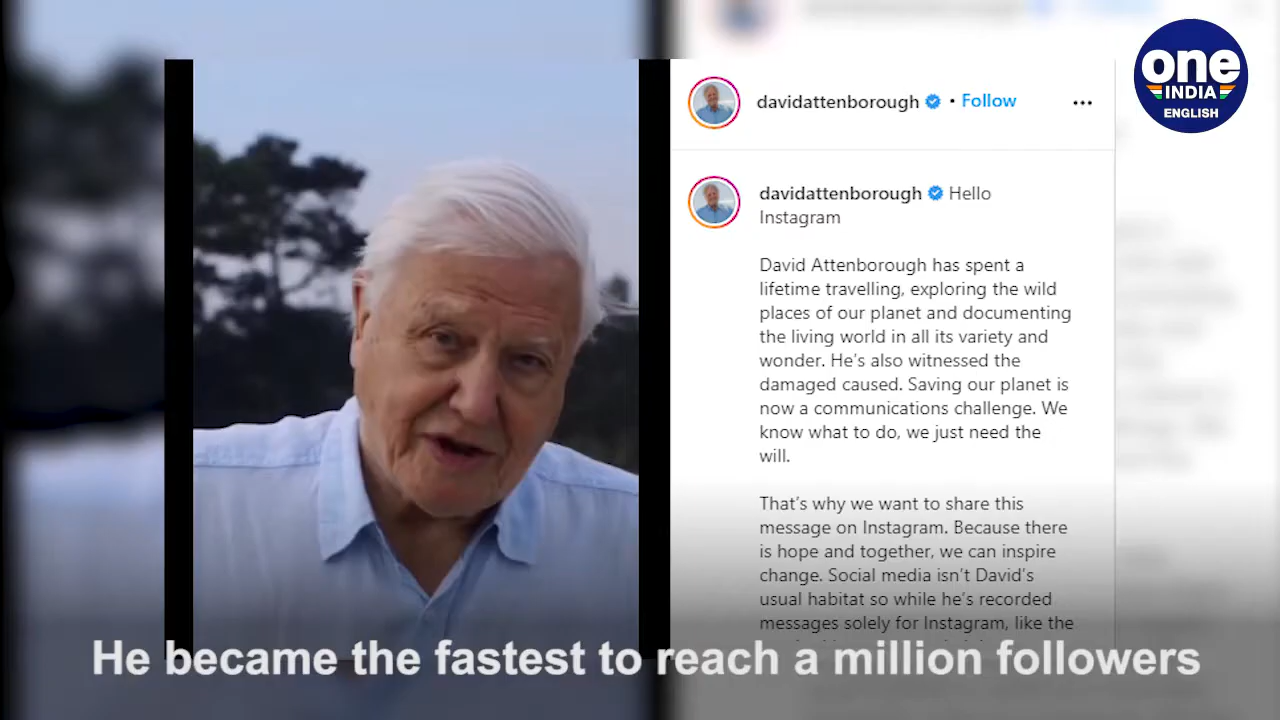 one
INDIA
ENGLISH
davidattenborough • Follow
davidattenborough Hello
Instagram
David Attenborough has spent a
lifetime travelling, exploring the wild
places of our planet and documenting
the living world in all its variety and
wonder. He's also witnessed the
damaged caused. Saving our planet is
now a communications challenge. We
know what to do, we just need the
will.
That's why we want to share this
message on Instagram. Because there
is hope and together, we can inspire
change. Social media isn't David's
usual habitat so while he's recorded
messages solely for Instagram, like the
He became the fastest to reach a million followers